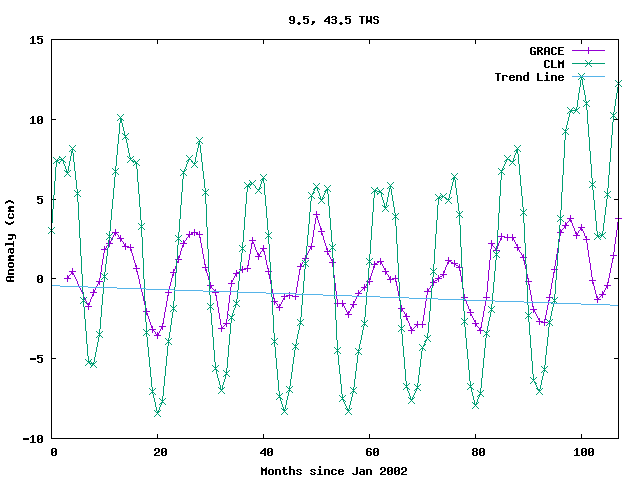 9.5, 43.5 TWS
GRACE
CLM
Trend Line
15
10
5
0
-5
-10
Anomaly (cm)
0 20 40 60 80 100
Months since Jan 2002